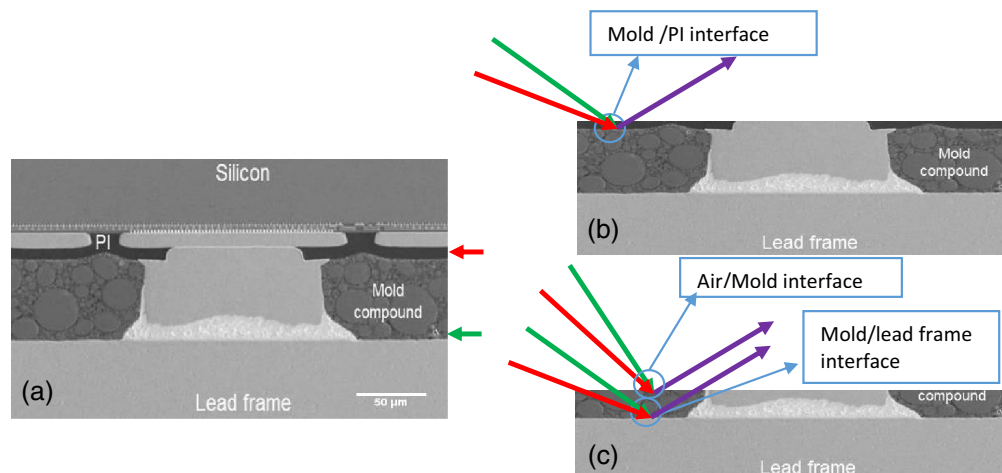 Mold /PI interface
Silicon
PI
Mold
compound
Lead frame
50 µm
(a)
Mold
compound
(b)
Lead frame
Air/Mold interface
Mold/lead frame
interface
compound
(c)
Lead frame